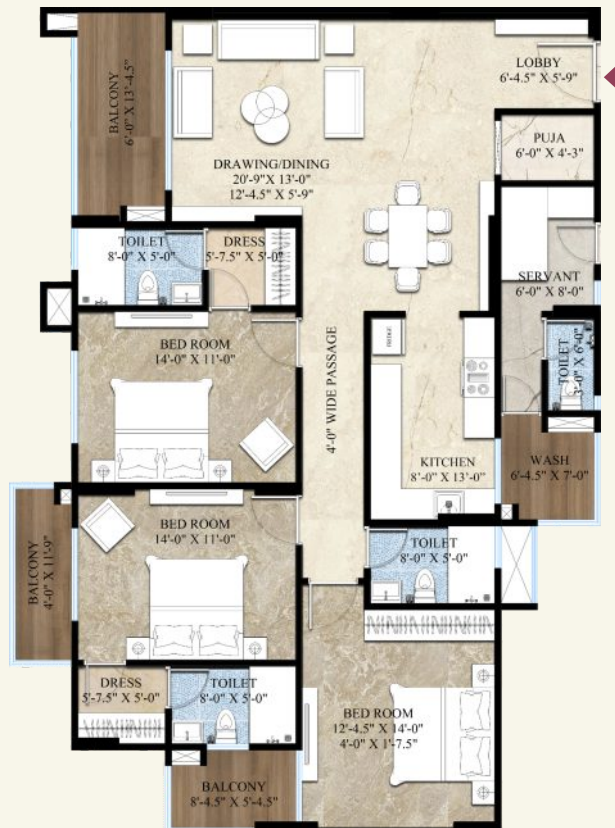 LOBBY
6'-4.5" X 5'-9"
BALCONY
6'-0" X 13'-4.5"
PUJA
6'-0" X 4'-3"
DRAWING/DINING
20'-9"X 13'-0"
12'-4.5" X 5'-9"
TOILET
8'-0" X 5'-0"
DRESS
5'-7.5" X 5'-0"
SERVANT
6'-0" X 8'-0"
BED ROOM
14'-0" X 11'-0"
FRIDGE
TOILET
3'-0" X 6'-0"
4'-0" WIDE PASSAGE
KITCHEN
8'-0" X 13'-0"
WASH
6'-4.5" X 7'-0"
BED ROOM
14'-0" X 11'-0"
TOILET
8'-0" X 5'-0"
BALCONY
4'-0" X 11'-9"
DRESS
5'-7.5" X 5'-0"
TOILET
8'-0" X 5'-0"
BED ROOM
12'-4.5" X 14'-0"
4'-0" X 1'-7.5"
BALCONY
8'-4.5" X 5'-4.5"